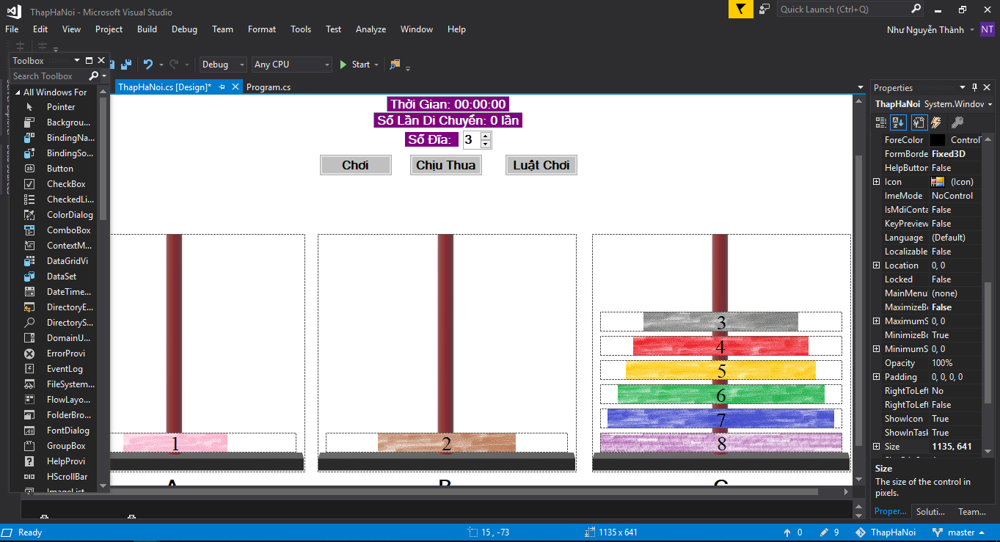 ThapHaNoi - Microsoft Visual Studio
Quick Launch (Ctrl+Q)
File Edit View Project Build Debug Team Format Tools Test Analyze Window Help
Như Nguyễn Thành NT
Toolbox
Debug Any CPU Start
Search Toolbox
ThapHaNoi.cs [Design]* Program.cs
All Windows For
Pointer
Backgrou...
BindingNa...
BindingSo...
Button
CheckBox
CheckedLi...
ColorDialog
ComboBox
ContextM...
DataGridVi
DataSet
DateTime...
DirectoryE...
DirectoryS...
DomainU...
ErrorProvi
EventLog
FileSystem...
FlowLayo...
FolderBro...
FontDialog
GroupBox
HelpProvi
HScrollBar
ImageList
Thời Gian: 00:00:00
Số Lần Di Chuyển: 0 lần
Số Đĩa: 3
Chơi Chịu Thua Luật Chơi
3
4
5
6
7
1 2 8
A B C
Properties
ThapHaNoi System.Window
ForeColor ControlT
FormBorde Fixed3D
HelpButton False
Icon (Icon)
ImeMode NoControl
IsMdiConta False
KeyPreview False
Language (Default)
Localizable False
Location 0, 0
Locked False
MainMenu (none)
MaximizeBo False
MaximumS 0, 0
MinimizeBo True
MinimumS 0, 0
Opacity 100%
Padding 0, 0, 0, 0
RightToLeft No
RightToLeft False
ShowIcon True
ShowInTask True
Size 1135, 641
Size
The size of the control in
pixels.
Proper... Soluti... Team...
Ready 15 , -73 1135 x 641 0 9 ThapHaNoi master